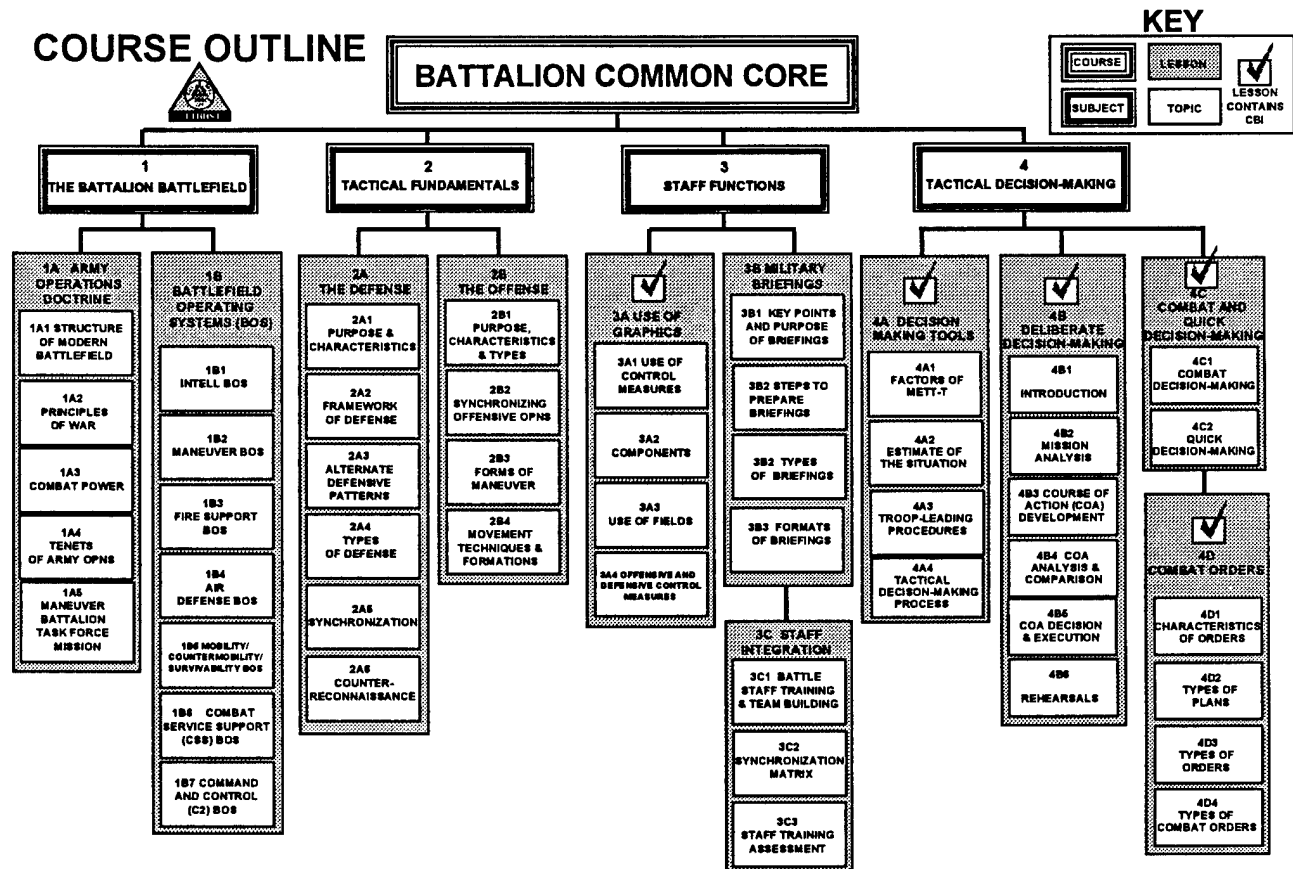 COURSE OUTLINE
BATTALION COMMON CORE
KEY
COURSE
LESSON
SUBJECT
TOPIC
LESSON
CONTAINS
CBI
1
THE BATTALION BATTLEFIELD
2
TACTICAL FUNDAMENTALS
3
STAFF FUNCTIONS
4
TACTICAL DECISION-MAKING
1A ARMY
OPERATIONS
DOCTRINE
1A1 STRUCTURE
OF MODERN
BATTLEFIELD
1A2
PRINCIPLES
OF WAR
1A3
COMBAT POWER
1A4
TENETS
OF ARMY OPNS
1A5
MANEUVER
BATTALION
TASK FORCE
MISSION
1B
BATTLEFIELD
OPERATING
SYSTEMS (BOS)
1B1
INTELL BOS
1B2
MANEUVER BOS
1B3
FIRE SUPPORT
BOS
1B4
AIR
DEFENSE BOS
1B5 MOBILITY/
COUNTERMOBILITY/
SURVIVABILITY BOS
1B6 COMBAT
SERVICE SUPPORT
(CSS) BOS
1B7 COMMAND
AND CONTROL
(C2) BOS
2A
THE DEFENSE
2A1
PURPOSE &
CHARACTERISTICS
2A2
FRAMEWORK
OF DEFENSE
2A3
ALTERNATE
DEFENSIVE
PATTERNS
2A4
TYPES
OF DEFENSE
2A5
SYNCHRONIZATION
2A6
COUNTER-
RECONNAISSANCE
2B
THE OFFENSE
2B1
PURPOSE,
CHARACTERISTICS
& TYPES
2B2
SYNCHRONIZING
OFFENSIVE OPNS
2B3
FORMS OF
MANEUVER
2B4
MOVEMENT
TECHNIQUES &
FORMATIONS
3A USE OF
GRAPHICS
3A1 USE OF
CONTROL
MEASURES
3A2
COMPONENTS
3A3
USE OF FIELDS
3A4 OFFENSIVE AND
DEFENSIVE CONTROL
MEASURES
3B MILITARY
BRIEFINGS
3B1 KEY POINTS
AND PURPOSE
OF BRIEFINGS
3B2 STEPS TO
PREPARE
BRIEFINGS
3B2 TYPES
OF BRIEFINGS
3B3 FORMATS
OF BRIEFINGS
3C STAFF
INTEGRATION
3C1 BATTLE
STAFF TRAINING
& TEAM BUILDING
3C2
SYNCHRONIZATION
MATRIX
3C3
STAFF TRAINING
ASSESSMENT
4A DECISION
MAKING TOOLS
4A1
FACTORS OF
METT-T
4A2
ESTIMATE OF
THE SITUATION
4A3
TROOP-LEADING
PROCEDURES
4A4
TACTICAL
DECISON-MAKING
PROCESS
4B
DELIBERATE
DECISION-MAKING
4B1
INTRODUCTION
4B2
MISSION
ANALYSIS
4B3 COURSE OF
ACTION (COA)
DEVELOPMENT
4B4 COA
ANALYSIS &
COMPARISON
4B5
COA DECISION
& EXECUTION
4B6
REHEARSALS
4C
COMBAT AND
QUICK
DECISION-MAKING
4C1
COMBAT
DECISION-MAKING
4C2
QUICK
DECISION-MAKING
4D
COMBAT ORDERS
4D1
CHARACTERISTICS
OF ORDERS
4D2
TYPES OF
PLANS
4D3
TYPES OF
ORDERS
4D4
TYPES OF
COMBAT ORDERS